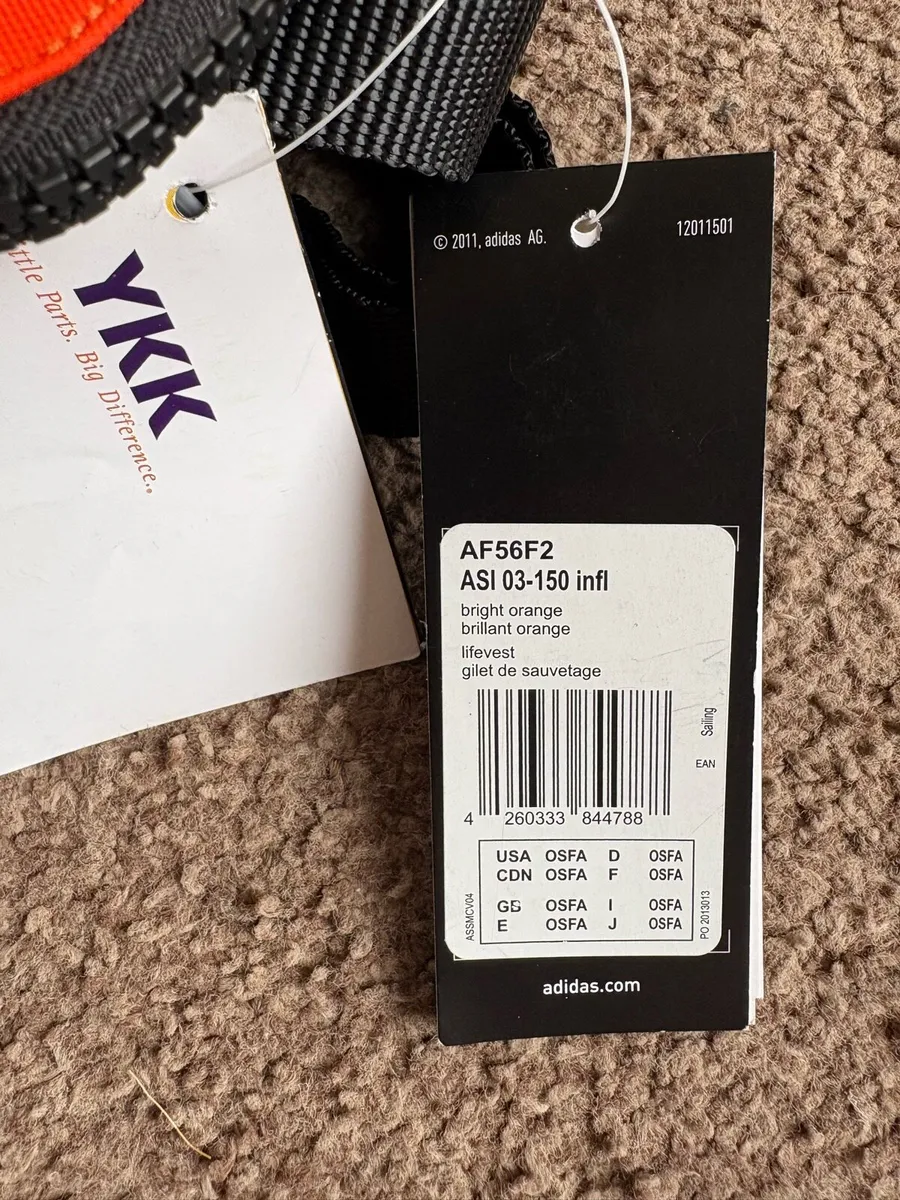 YKK
ttle Parts. Big Difference..
© 2011, adidas AG.
12011501
AF56F2
ASI 03-150 infl
bright orange
brillant orange
lifevest
gilet de sauvetage
Sailing
EAN
4 260333 844788
USA OSFA D OSFA
CDN OSFA F OSFA
GB OSFA I OSFA
E OSFA J OSFA
ASSMCV04
PO 2013013
adidas.com